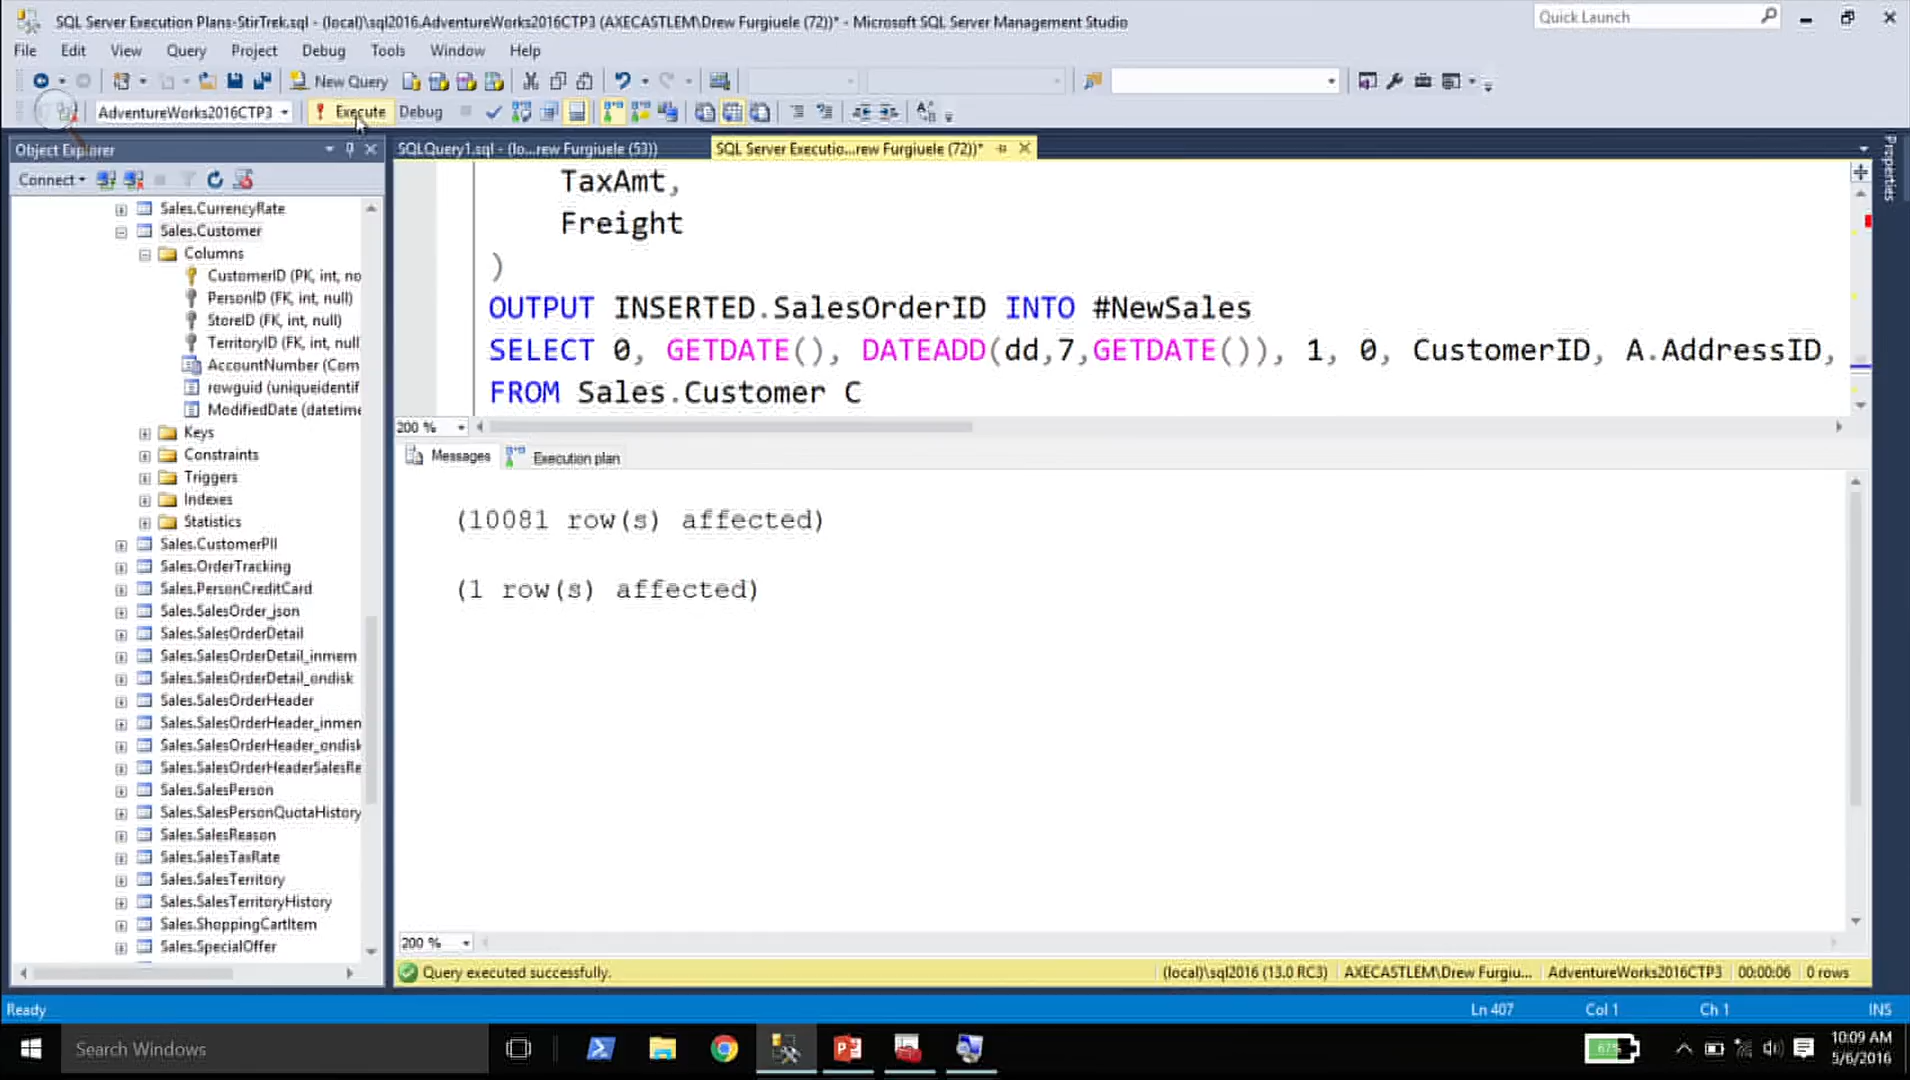 SQL Server Execution Plans-StirTrek.sql - (local)\sql2016.AdventureWorks2016CTP3 (AXECASTLEM\Drew Furgiuele (72))* - Microsoft SQL Server Management Studio
Quick Launch
File Edit View Query Project Debug Tools Window Help
New Query
AdventureWorks2016CTP3 Execute Debug
Object Explorer
SQLQuery1.sql - (lo...rew Furgiuele (53))
SQL Server Executio...rew Furgiuele (72))*
Properties
Connect
Sales.CurrencyRate
Sales.Customer
Columns
CustomerID (PK, int, no
PersonID (FK, int, null)
StoreID (FK, int, null)
TerritoryID (FK, int, null
AccountNumber (Com
rowguid (uniqueidentif
ModifiedDate (datetime
Keys
Constraints
Triggers
Indexes
Statistics
Sales.CustomerPII
Sales.OrderTracking
Sales.PersonCreditCard
Sales.SalesOrder_json
Sales.SalesOrderDetail
Sales.SalesOrderDetail_inmem
Sales.SalesOrderDetail_ondisk
Sales.SalesOrderHeader
Sales.SalesOrderHeader_inmen
Sales.SalesOrderHeader_ondisk
Sales.SalesOrderHeaderSalesRe
Sales.SalesPerson
Sales.SalesPersonQuotaHistory
Sales.SalesReason
Sales.SalesTaxRate
Sales.SalesTerritory
Sales.SalesTerritoryHistory
Sales.ShoppingCartItem
Sales.SpecialOffer
TaxAmt,
Freight
)
OUTPUT INSERTED.SalesOrderID INTO #NewSales
SELECT 0, GETDATE(), DATEADD(dd,7,GETDATE()), 1, 0, CustomerID, A.AddressID,
FROM Sales.Customer C
200 %
Messages Execution plan
(10081 row(s) affected)
(1 row(s) affected)
200 %
Query executed successfully. (local)\sql2016 (13.0 RC3) AXECASTLEM\Drew Furgiu... AdventureWorks2016CTP3 00:00:06 0 rows
Ready Ln 407 Col 1 Ch 1 INS
Search Windows
67%
10:09 AM
5/6/2016